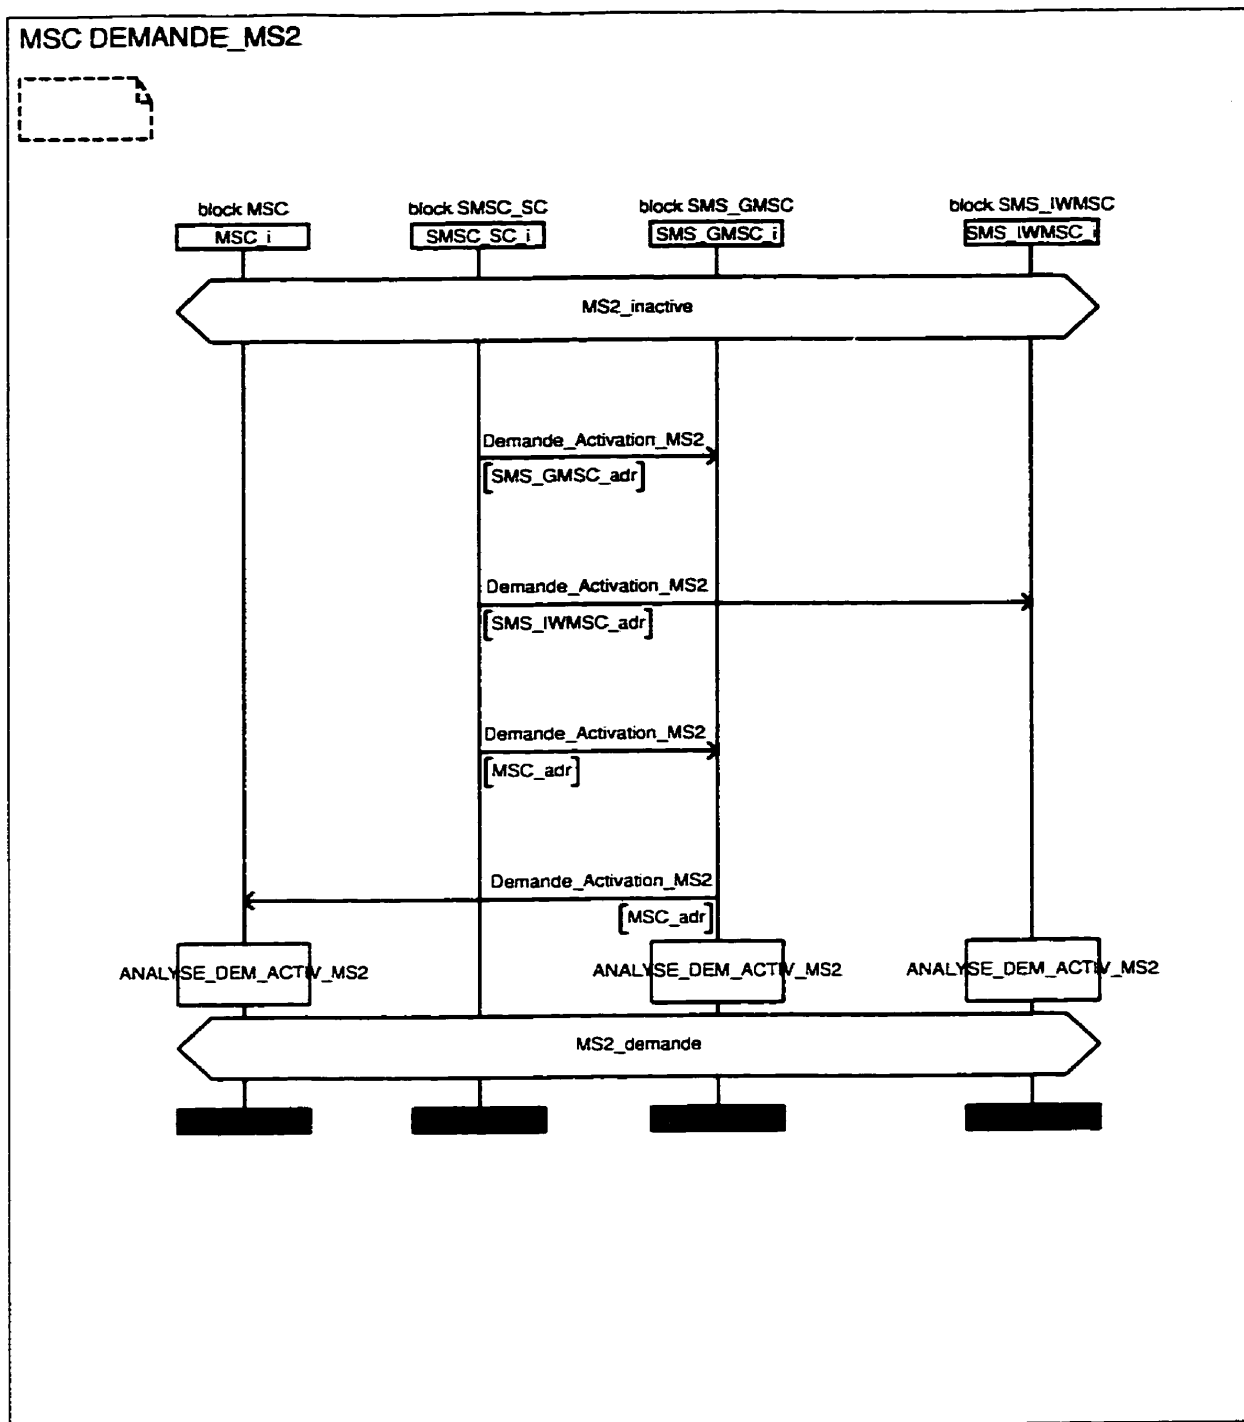 MSC DEMANDE_MS2
block MSC block SMSC_SC block SMS_GMSC block SMS_IWMSC
MSC_i SMSC_SC_i SMS_GMSC_i SMS_IWMSC_i
MS2_inactive
Demande_Activation_MS2
[SMS_GMSC_adr]
Demande_Activation_MS2
[SMS_IWMSC_adr]
Demande_Activation_MS2
[MSC_adr]
Demande_Activation_MS2
[MSC_adr]
ANALYSE_DEM_ACTIV_MS2 ANALYSE_DEM_ACTIV_MS2 ANALYSE_DEM_ACTIV_MS2
MS2_demande